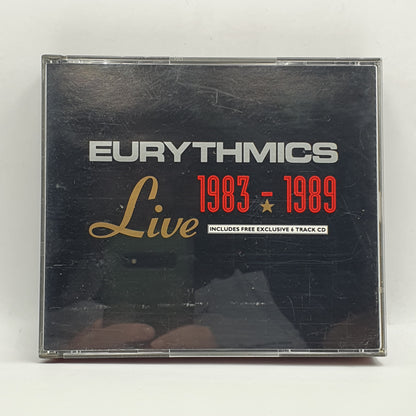 EURYTHMICS
Live 1983 - 1989
INCLUDES FREE EXCLUSIVE 6 TRACK CD